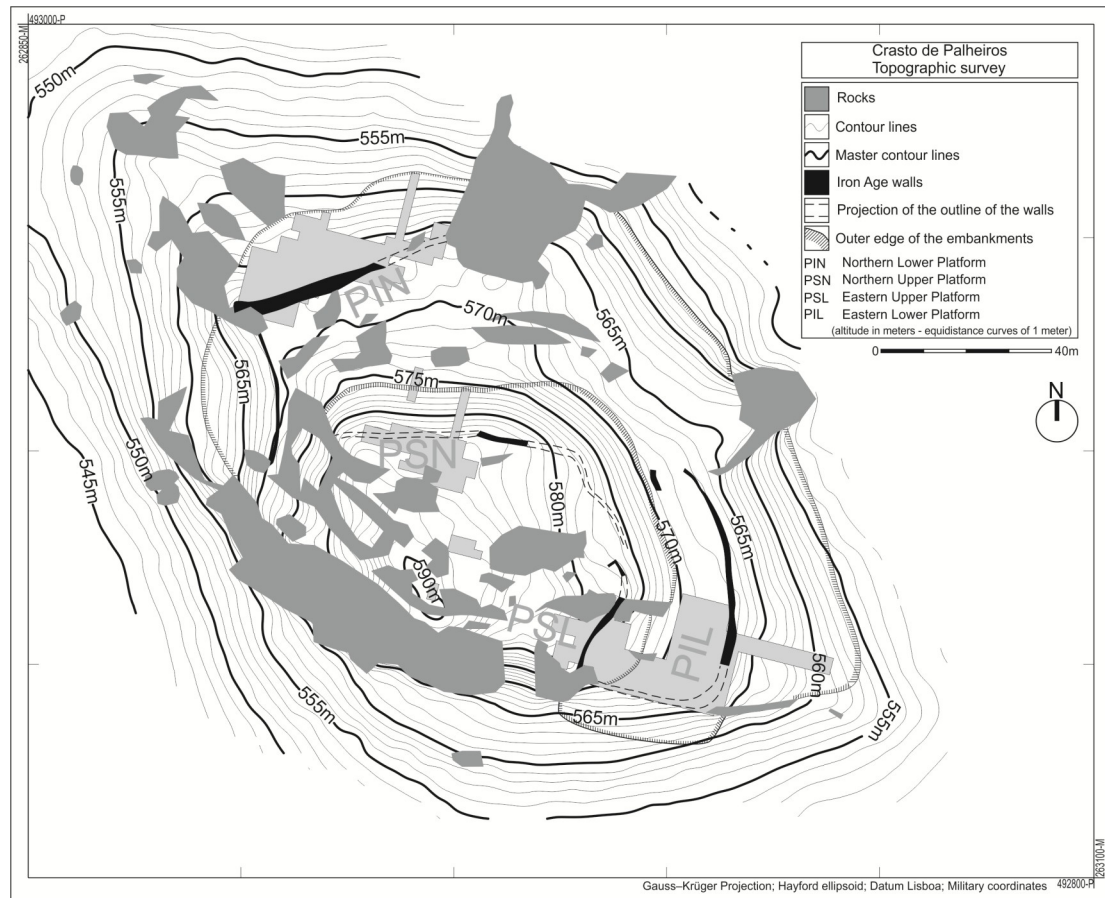 493000-P
262850-M
Crasto de Palheiros
Topographic survey
Rocks
Contour lines
Master contour lines
Iron Age walls
Projection of the outline of the walls
Outer edge of the embankments
PIN Northern Lower Platform
PSN Northern Upper Platform
PSL Eastern Upper Platform
PIL Eastern Lower Platform
(altitude in meters - equidistance curves of 1 meter)
0 40m
N
550m
555m
555m
PIN
570m
565m
565m
575m
550m
545m
PSN
580m
565m
570m
590m
PSL
PIL
560m
555m
565m
555m
263100-M
Gauss–Krüger Projection; Hayford ellipsoid; Datum Lisboa; Military coordinates 492800-P